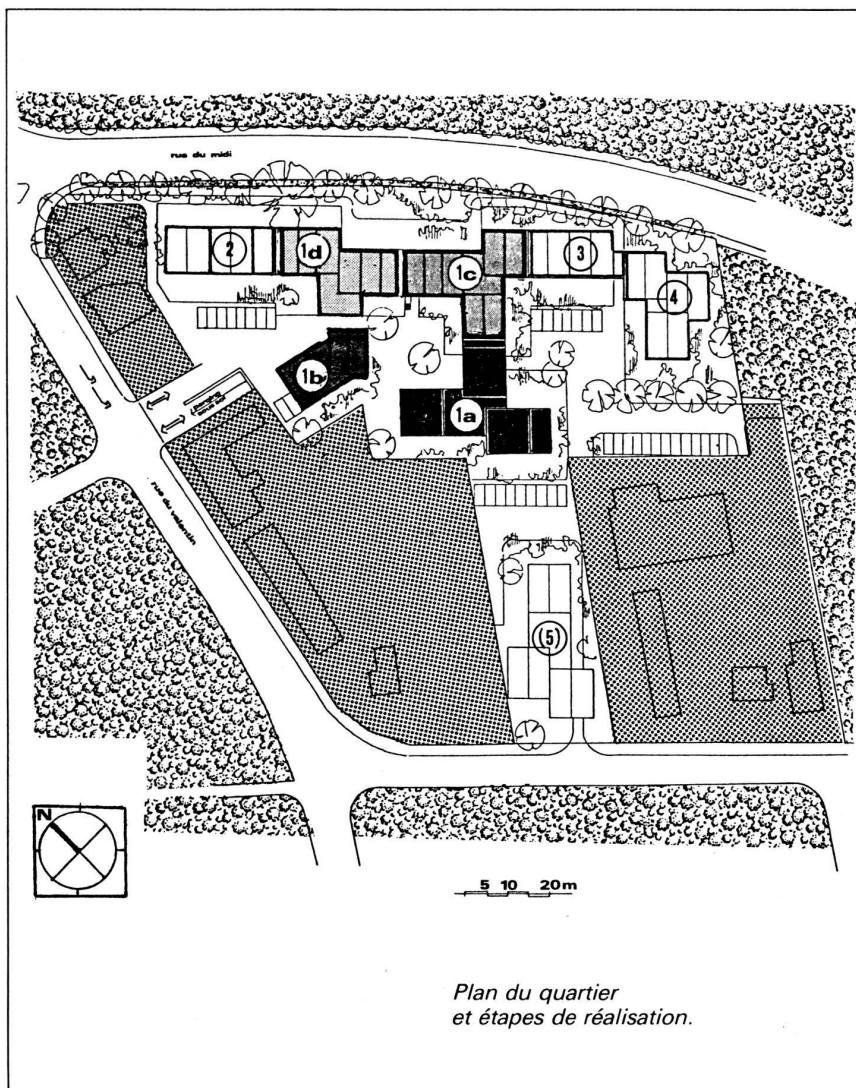 rue du midi
2
1d
1c
3
4
1b
1a
rue du valentin
(5)
N
5 10 20m
Plan du quartier
et étapes de réalisation.